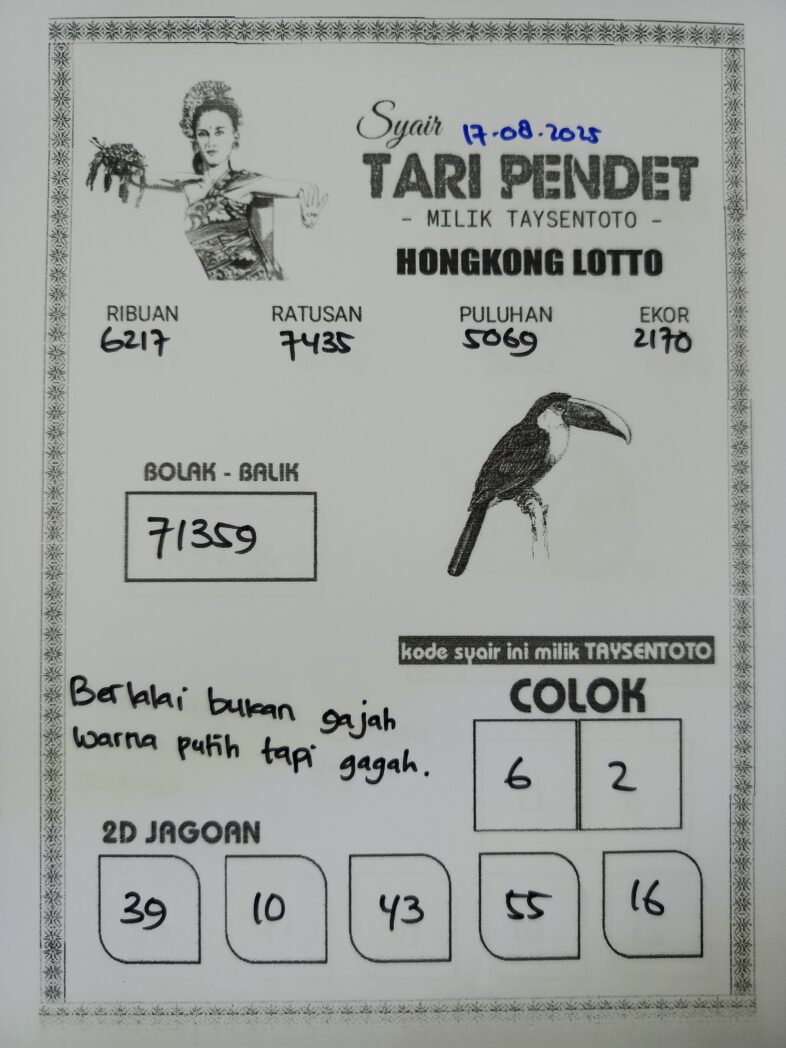 Syair 17-08-2025
TARI PENDET
- MILIK TAYSENTOTO -
HONGKONG LOTTO
RIBUAN RATUSAN PULUHAN EKOR
6217 7435 5069 2170
BOLAK - BALIK
71359
kode syair ini milik TAYSENTOTO
Berlalai bukan gajah
warna putih tapi gagah.
COLOK
6 2
2D JAGOAN
39 10 43 55 16